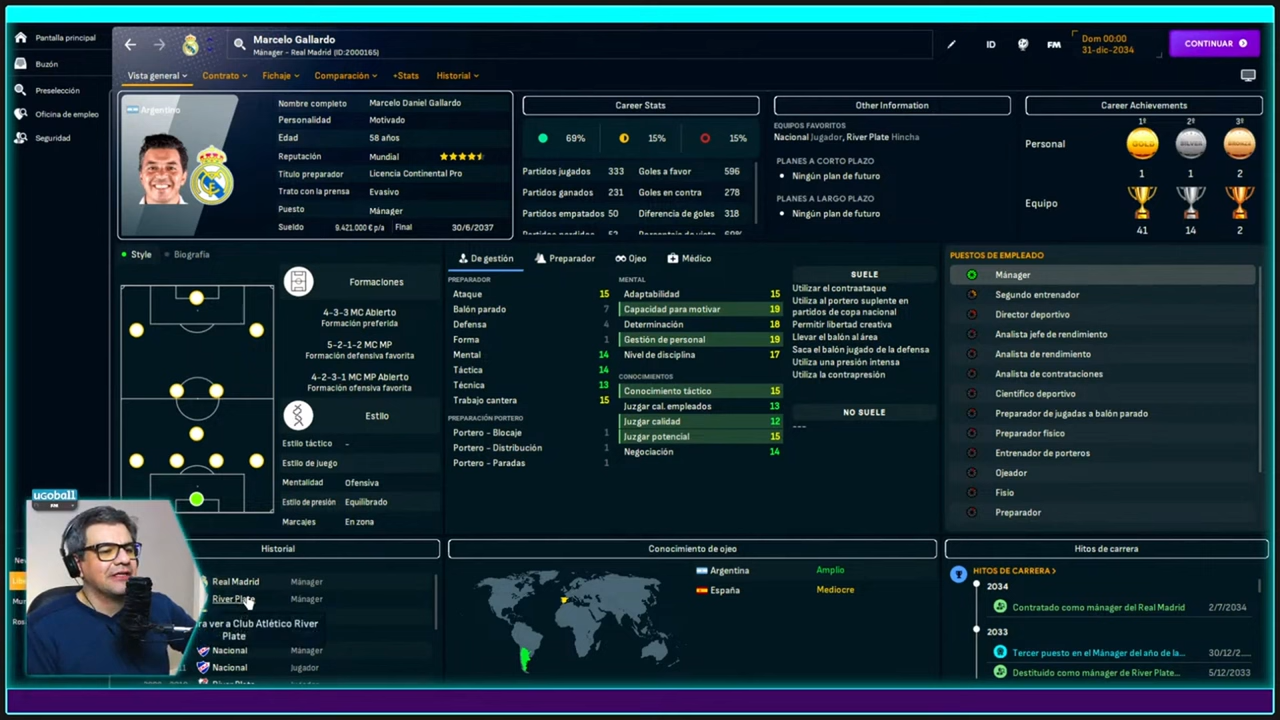 Panel principal
Buzón
Preselección
Oficina de empleo
Seguridad
Marcelo Gallardo
Mánager - Real Madrid (ID:2000165)
ID
FM
Dom 00:00
31-dic-2034
CONTINUAR
Vista general
Contrato
Fichaje
Comparación
+Stats
Historial
Argentino
Nombre completo Marcelo Daniel Gallardo
Personalidad Motivado
Edad 58 años
Reputación Mundial
Título preparador Licencia Continental Pro
Trato con la prensa Evasivo
Puesto Mánager
Sueldo 9.421.000 € p/a Final 30/6/2037
Career Stats
69% 15% 15%
Partidos jugados 333 Goles a favor 596
Partidos ganados 231 Goles en contra 278
Partidos empatados 50 Diferencia de goles 318
Other Information
EQUIPOS FAVORITOS
Nacional Jugador, River Plate Hincha
PLANES A CORTO PLAZO
Ningún plan de futuro
PLANES A LARGO PLAZO
Ningún plan de futuro
Career Achievements
1º 2º 3º
GOLD SILVER BRONZE
Personal 1 1 2
Equipo 41 14 2
Style
Biografía
Formaciones
4-3-3 MC Abierto
Formación preferida
5-2-1-2 MC MP
Formación defensiva favorita
4-2-3-1 MC MP Abierto
Formación ofensiva favorita
Estilo
Estilo táctico -
Estilo de juego
Mentalidad Ofensiva
Estilo de presión Equilibrado
Marcajes En zona
De gestión
Preparador
Ojeo
Médico
PREPARADOR
Ataque 15
Balón parado 7
Defensa 4
Forma 1
Mental 14
Táctica 14
Técnica 13
Trabajo cantera 15
PREPARACIÓN PORTERO
Portero - Blocaje 1
Portero - Distribución 1
Portero - Paradas 1
MENTAL
Adaptabilidad 15
Capacidad para motivar 19
Determinación 18
Gestión de personal 19
Nivel de disciplina 17
CONOCIMIENTOS
Conocimiento táctico 15
Juzgar cal. empleados 13
Juzgar calidad 12
Juzgar potencial 15
Negociación 14
SUELE
Utilizar el contraataque
Utiliza al portero suplente en
partidos de copa nacional
Permitir libertad creativa
Llevar el balón al área
Saca el balón jugado de la defensa
Utiliza una presión intensa
Utiliza la contrapresión
NO SUELE
---
PUESTOS DE EMPLEADO
Mánager
Segundo entrenador
Director deportivo
Analista jefe de rendimiento
Analista de rendimiento
Analista de contrataciones
Científico deportivo
Preparador de jugadas a balón parado
Preparador físico
Entrenador de porteros
Ojeador
Fisio
Preparador
ugoball
FM
Historial
Real Madrid Mánager
River Plate Mánager
ra ver a Club Atlético River
Plate
Nacional Mánager
Nacional Jugador
Conocimiento de ojeo
Argentina Amplio
España Mediocre
Hitos de carrera
HITOS DE CARRERA >
2034
Contratado como mánager del Real Madrid 2/7/2034
2033
Tercer puesto en el Mánager del año de la... 30/12/2...
Destituido como mánager de River Plate... 5/12/2033